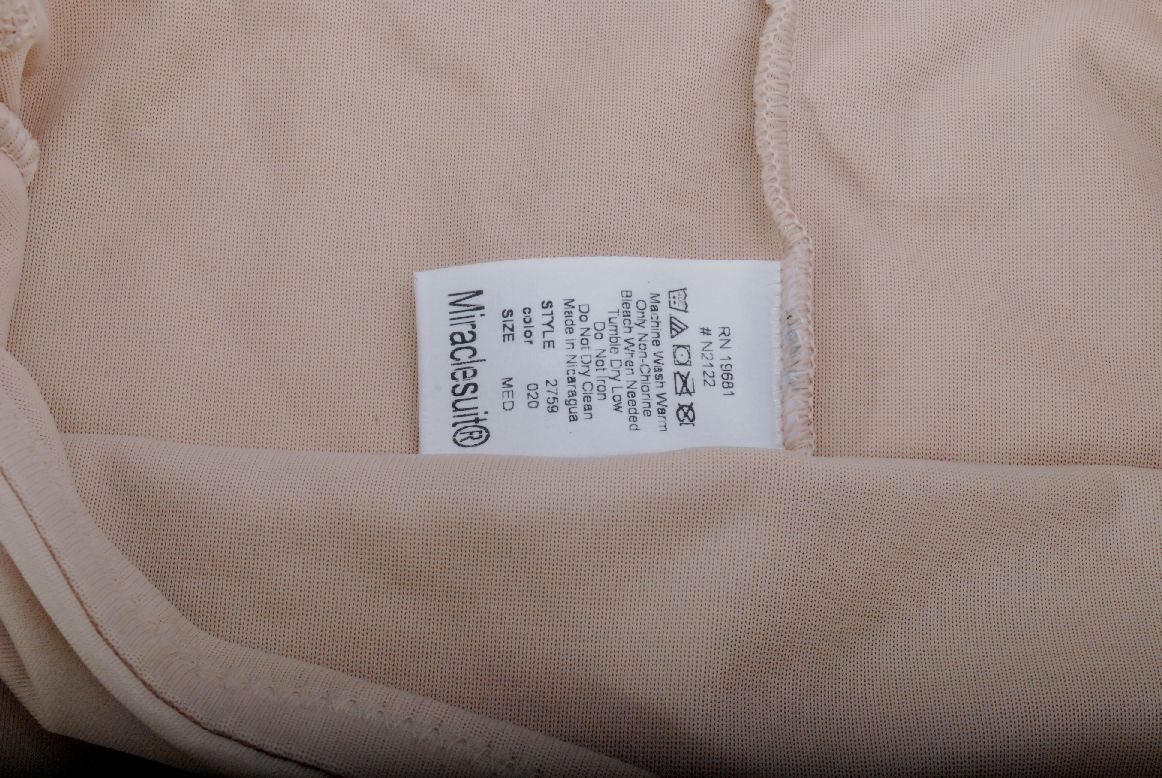 RN 19681
# N2122
Machine Wash Warm
Only Non-Chlorine
Bleach When Needed
Tumble Dry Low
Do Not Iron
Do Not Dry Clean
Made in Nicaragua
STYLE 2759
color 020
SIZE MED
Miraclesuit®